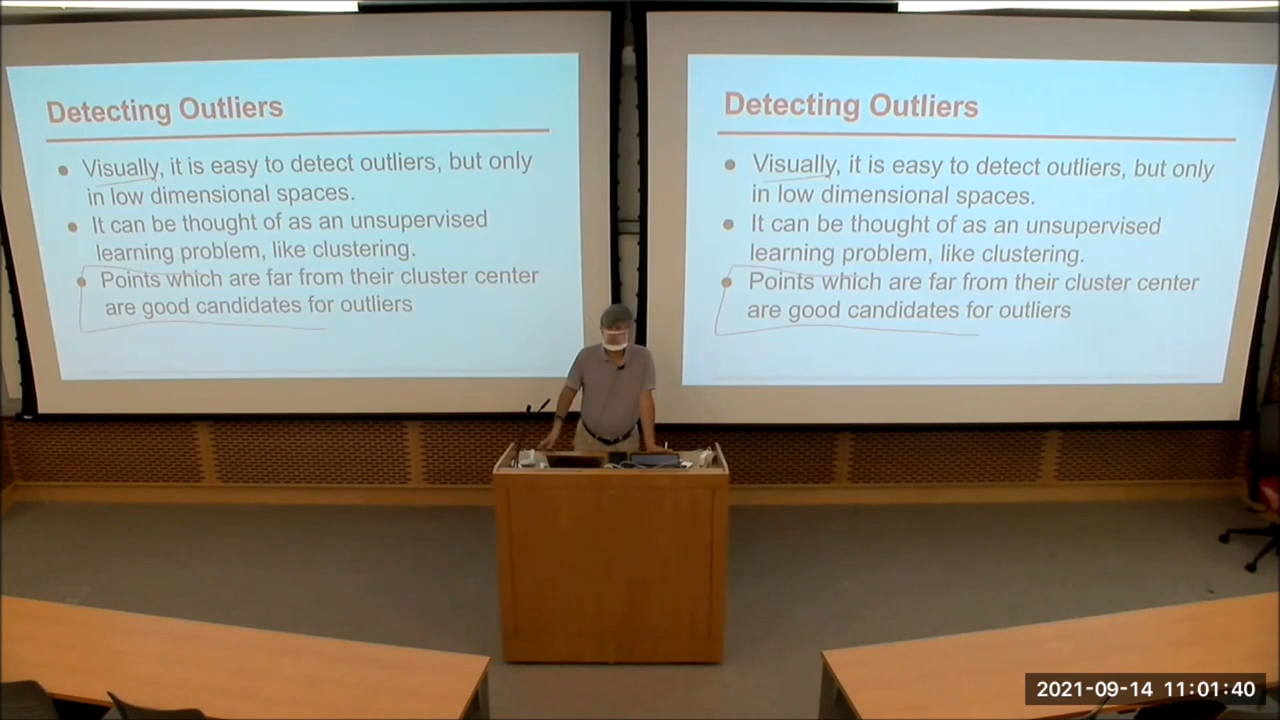 Detecting Outliers
● Visually, it is easy to detect outliers, but only
in low dimensional spaces.
● It can be thought of as an unsupervised
learning problem, like clustering.
● Points which are far from their cluster center
are good candidates for outliers
Detecting Outliers
● Visually, it is easy to detect outliers, but only
in low dimensional spaces.
● It can be thought of as an unsupervised
learning problem, like clustering.
● Points which are far from their cluster center
are good candidates for outliers
2021-09-14 11:01:40